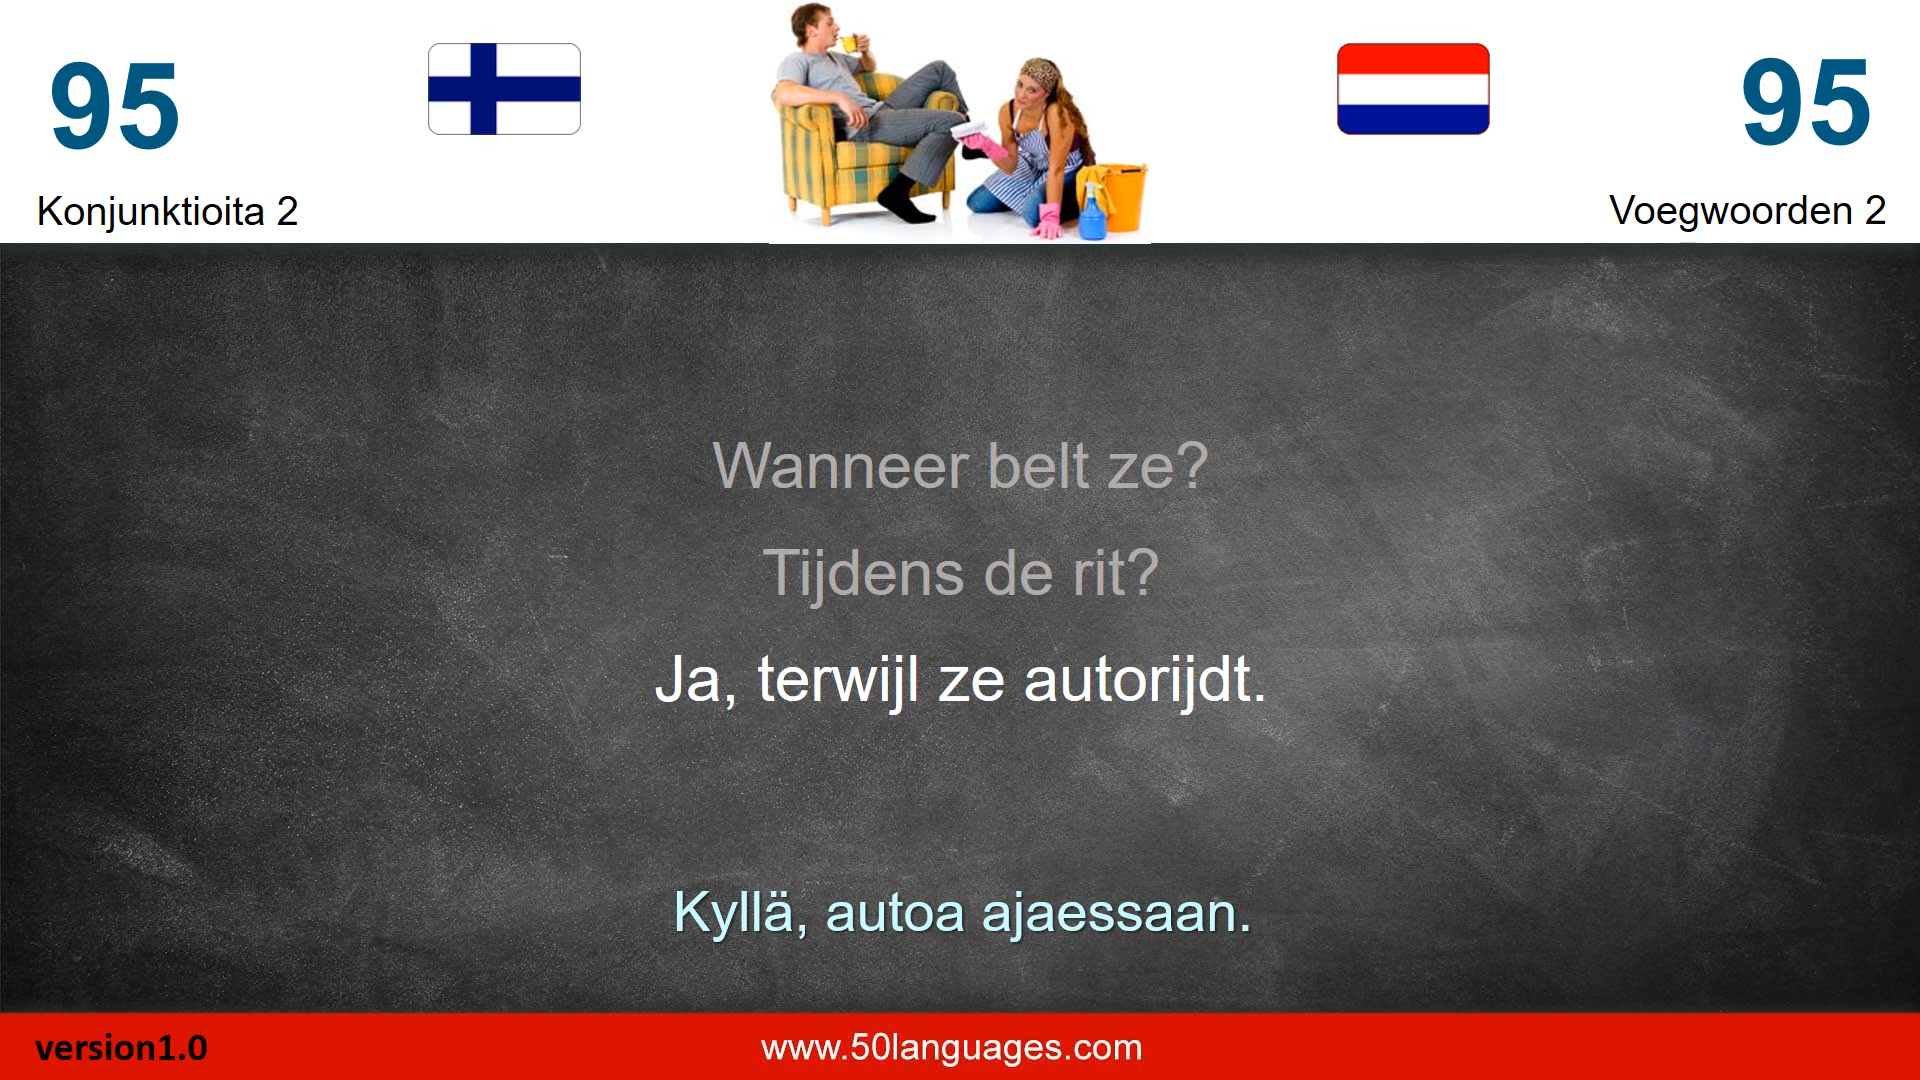 95
95
Konjunktioita 2
Voegwoorden 2
Wanneer belt ze?
Tijdens de rit?
Ja, terwijl ze autorijdt.
Kyllä, autoa ajaessaan.
version1.0
www.50languages.com